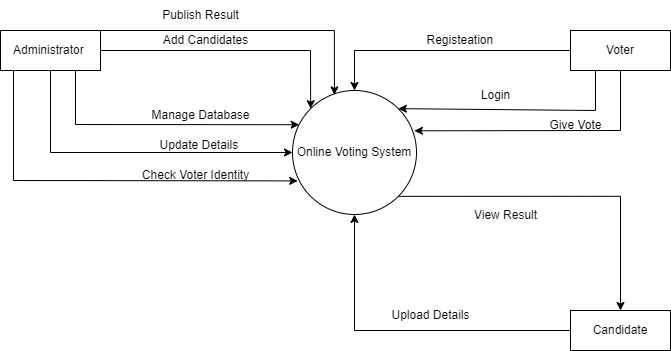 Publish Result
Add Candidates
Registeation
Administrator
Voter
Login
Manage Database
Give Vote
Update Details
Online Voting System
Check Voter Identity
View Result
Upload Details
Candidate